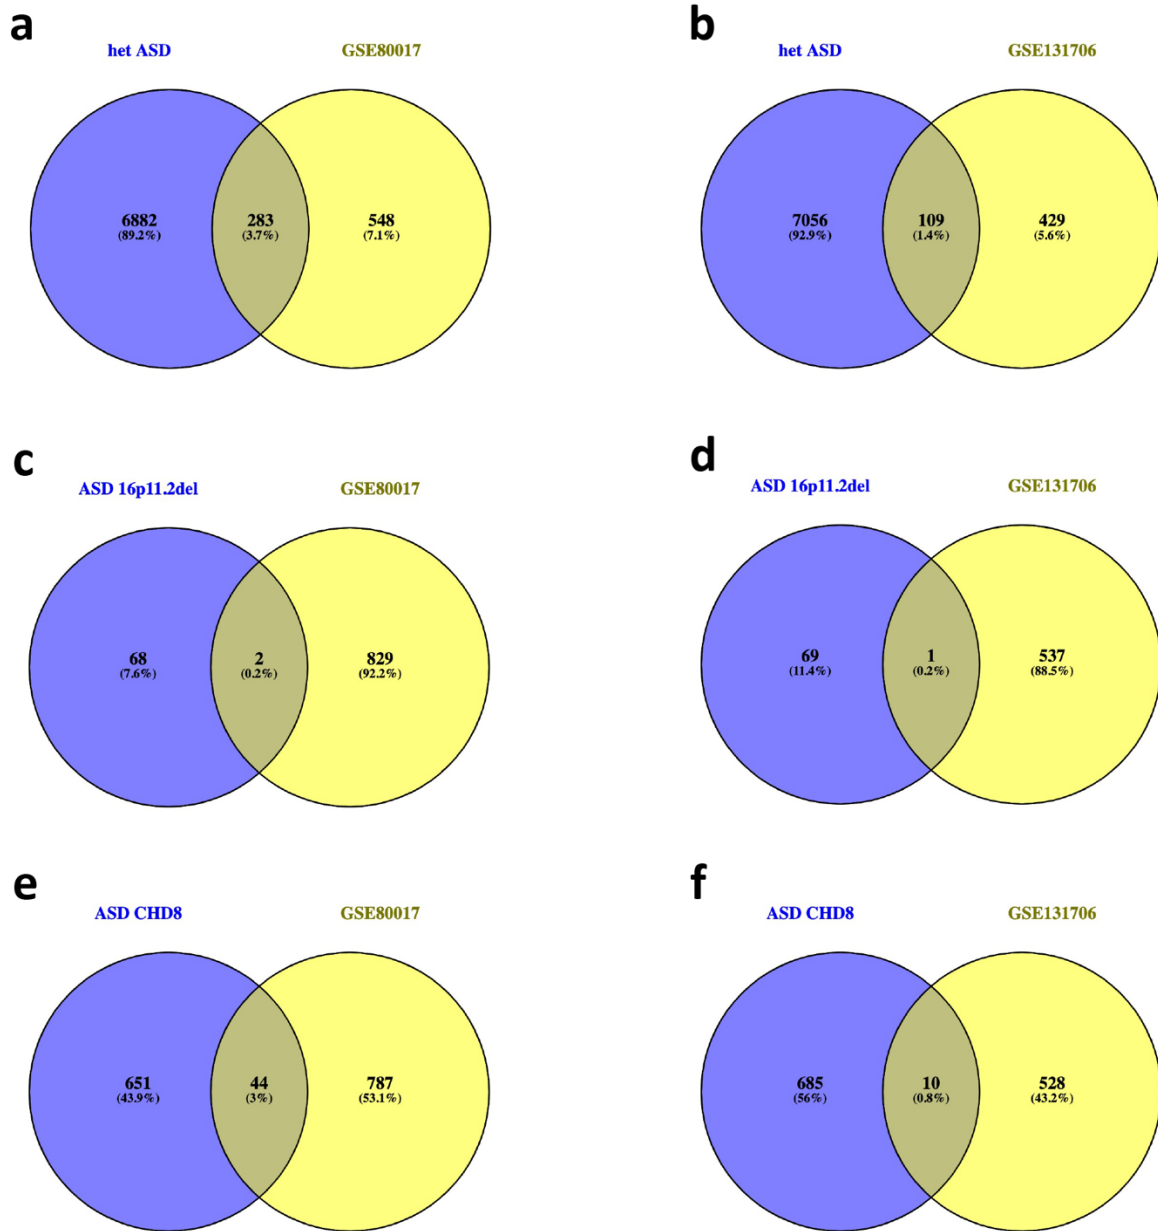 a
het ASD
GSE80017
6882
(89.2%)
283
(3.7%)
548
(7.1%)
b
het ASD
GSE131706
7056
(92.9%)
109
(1.4%)
429
(5.6%)
c
ASD 16p11.2del
GSE80017
68
(7.6%)
2
(0.2%)
829
(92.2%)
d
ASD 16p11.2del
GSE131706
69
(11.4%)
1
(0.2%)
537
(88.5%)
e
ASD CHD8
GSE80017
651
(43.9%)
44
(3%)
787
(53.1%)
f
ASD CHD8
GSE131706
685
(56%)
10
(0.8%)
528
(43.2%)